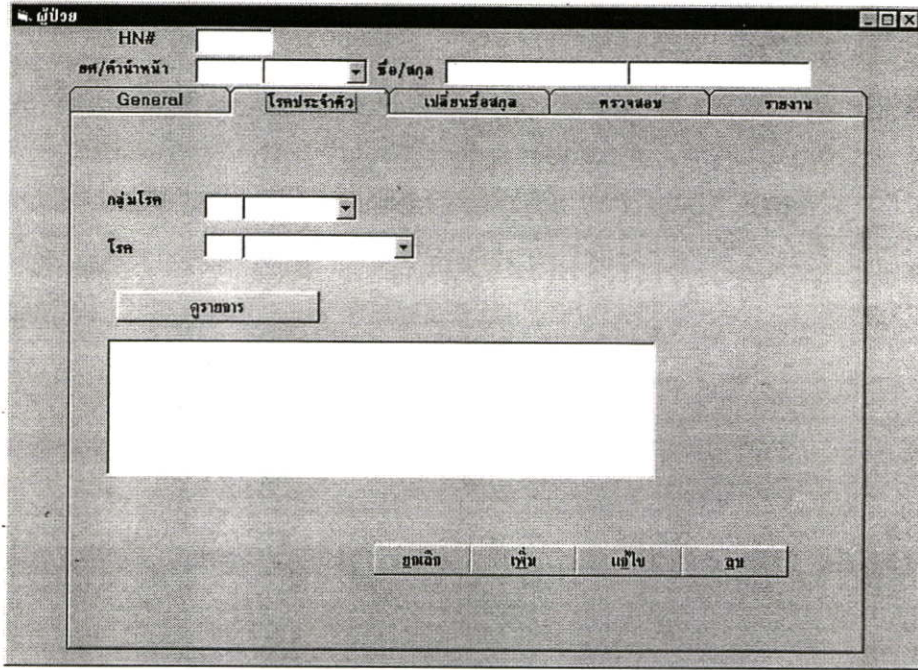 ผู้ป่วย
HN#
ยศ/คำนำหน้า ชื่อ/สกุล
General โรคประจำตัว เปลี่ยนชื่อสกุล ตรวจสอบ รายงาน
กลุ่มโรค
โรค
ดูรายการ
ยกเลิก เพิ่ม แก้ไข ลบ